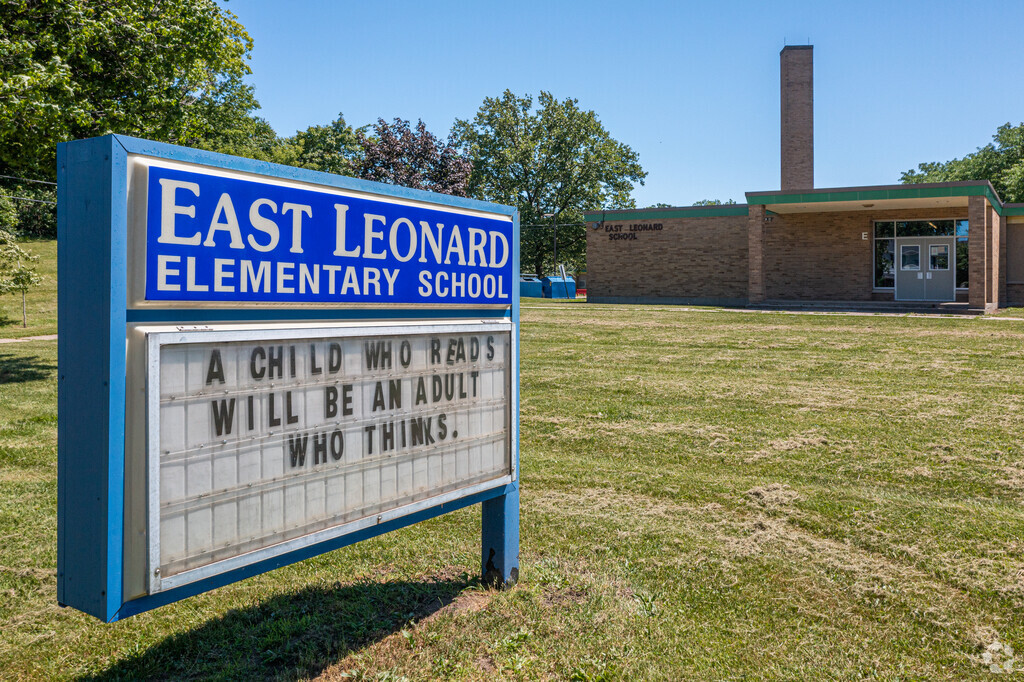 EAST LEONARD
ELEMENTARY SCHOOL
A CHILD WHO READS
WILL BE AN ADULT
WHO THINKS.
EAST LEONARD
SCHOOL
E